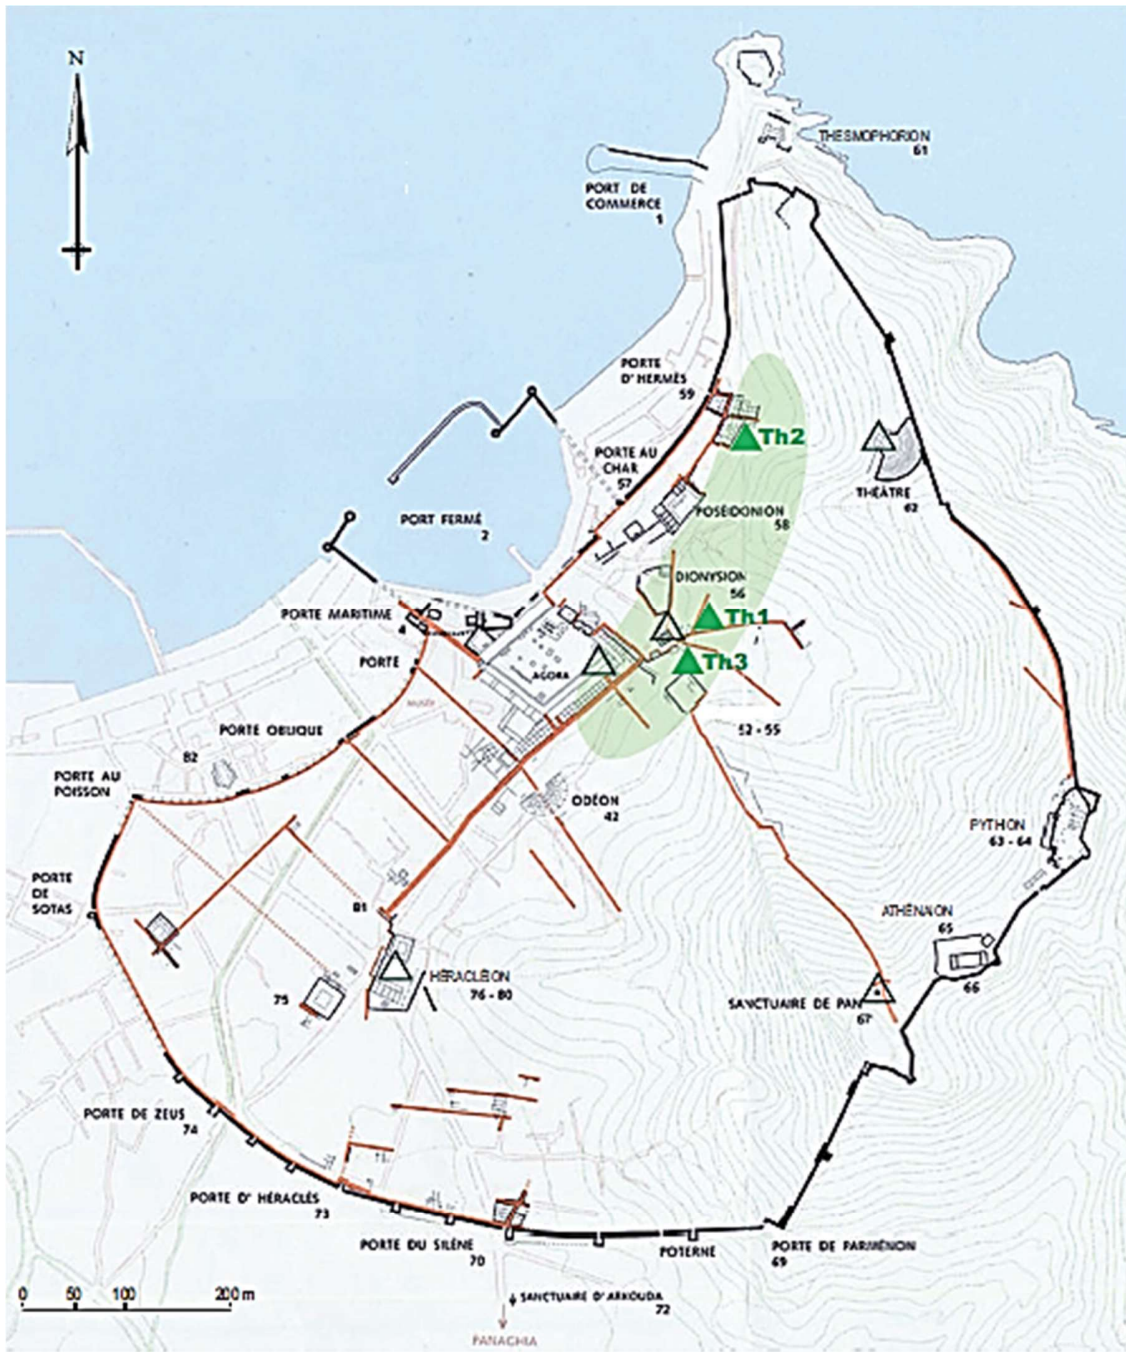 N
THESMOPHORION
61
PORT DE
COMMERCE
1
PORTE
D'HERMÈS
59
Th2
PORTE AU
CHAR
57
THÉATRE
62
POSÉIDONION
58
PORT FERMÉ
2
DIONYSION
56
PORTE MARITIME
4
Th1
PORTE
AGORA
Th3
MUSÉE
52 - 55
PORTE OBLIQUE
82
PORTE AU
POISSON
ODÉON
42
PYTHION
63 - 64
PORTE
DE
SOTAS
81
ATHÉNAION
65
HÉRACLÉION
76 - 80
75
66
SANCTUAIRE DE PAN
67
PORTE DE ZEUS
74
PORTE D' HÉRACLÈS
73
PORTE DU SILÈNE
70
POTERNE
PORTE DE PARMÉNON
69
0 50 100 200 m
SANCTUAIRE D'ARKOUDA
72
PANAGHIA